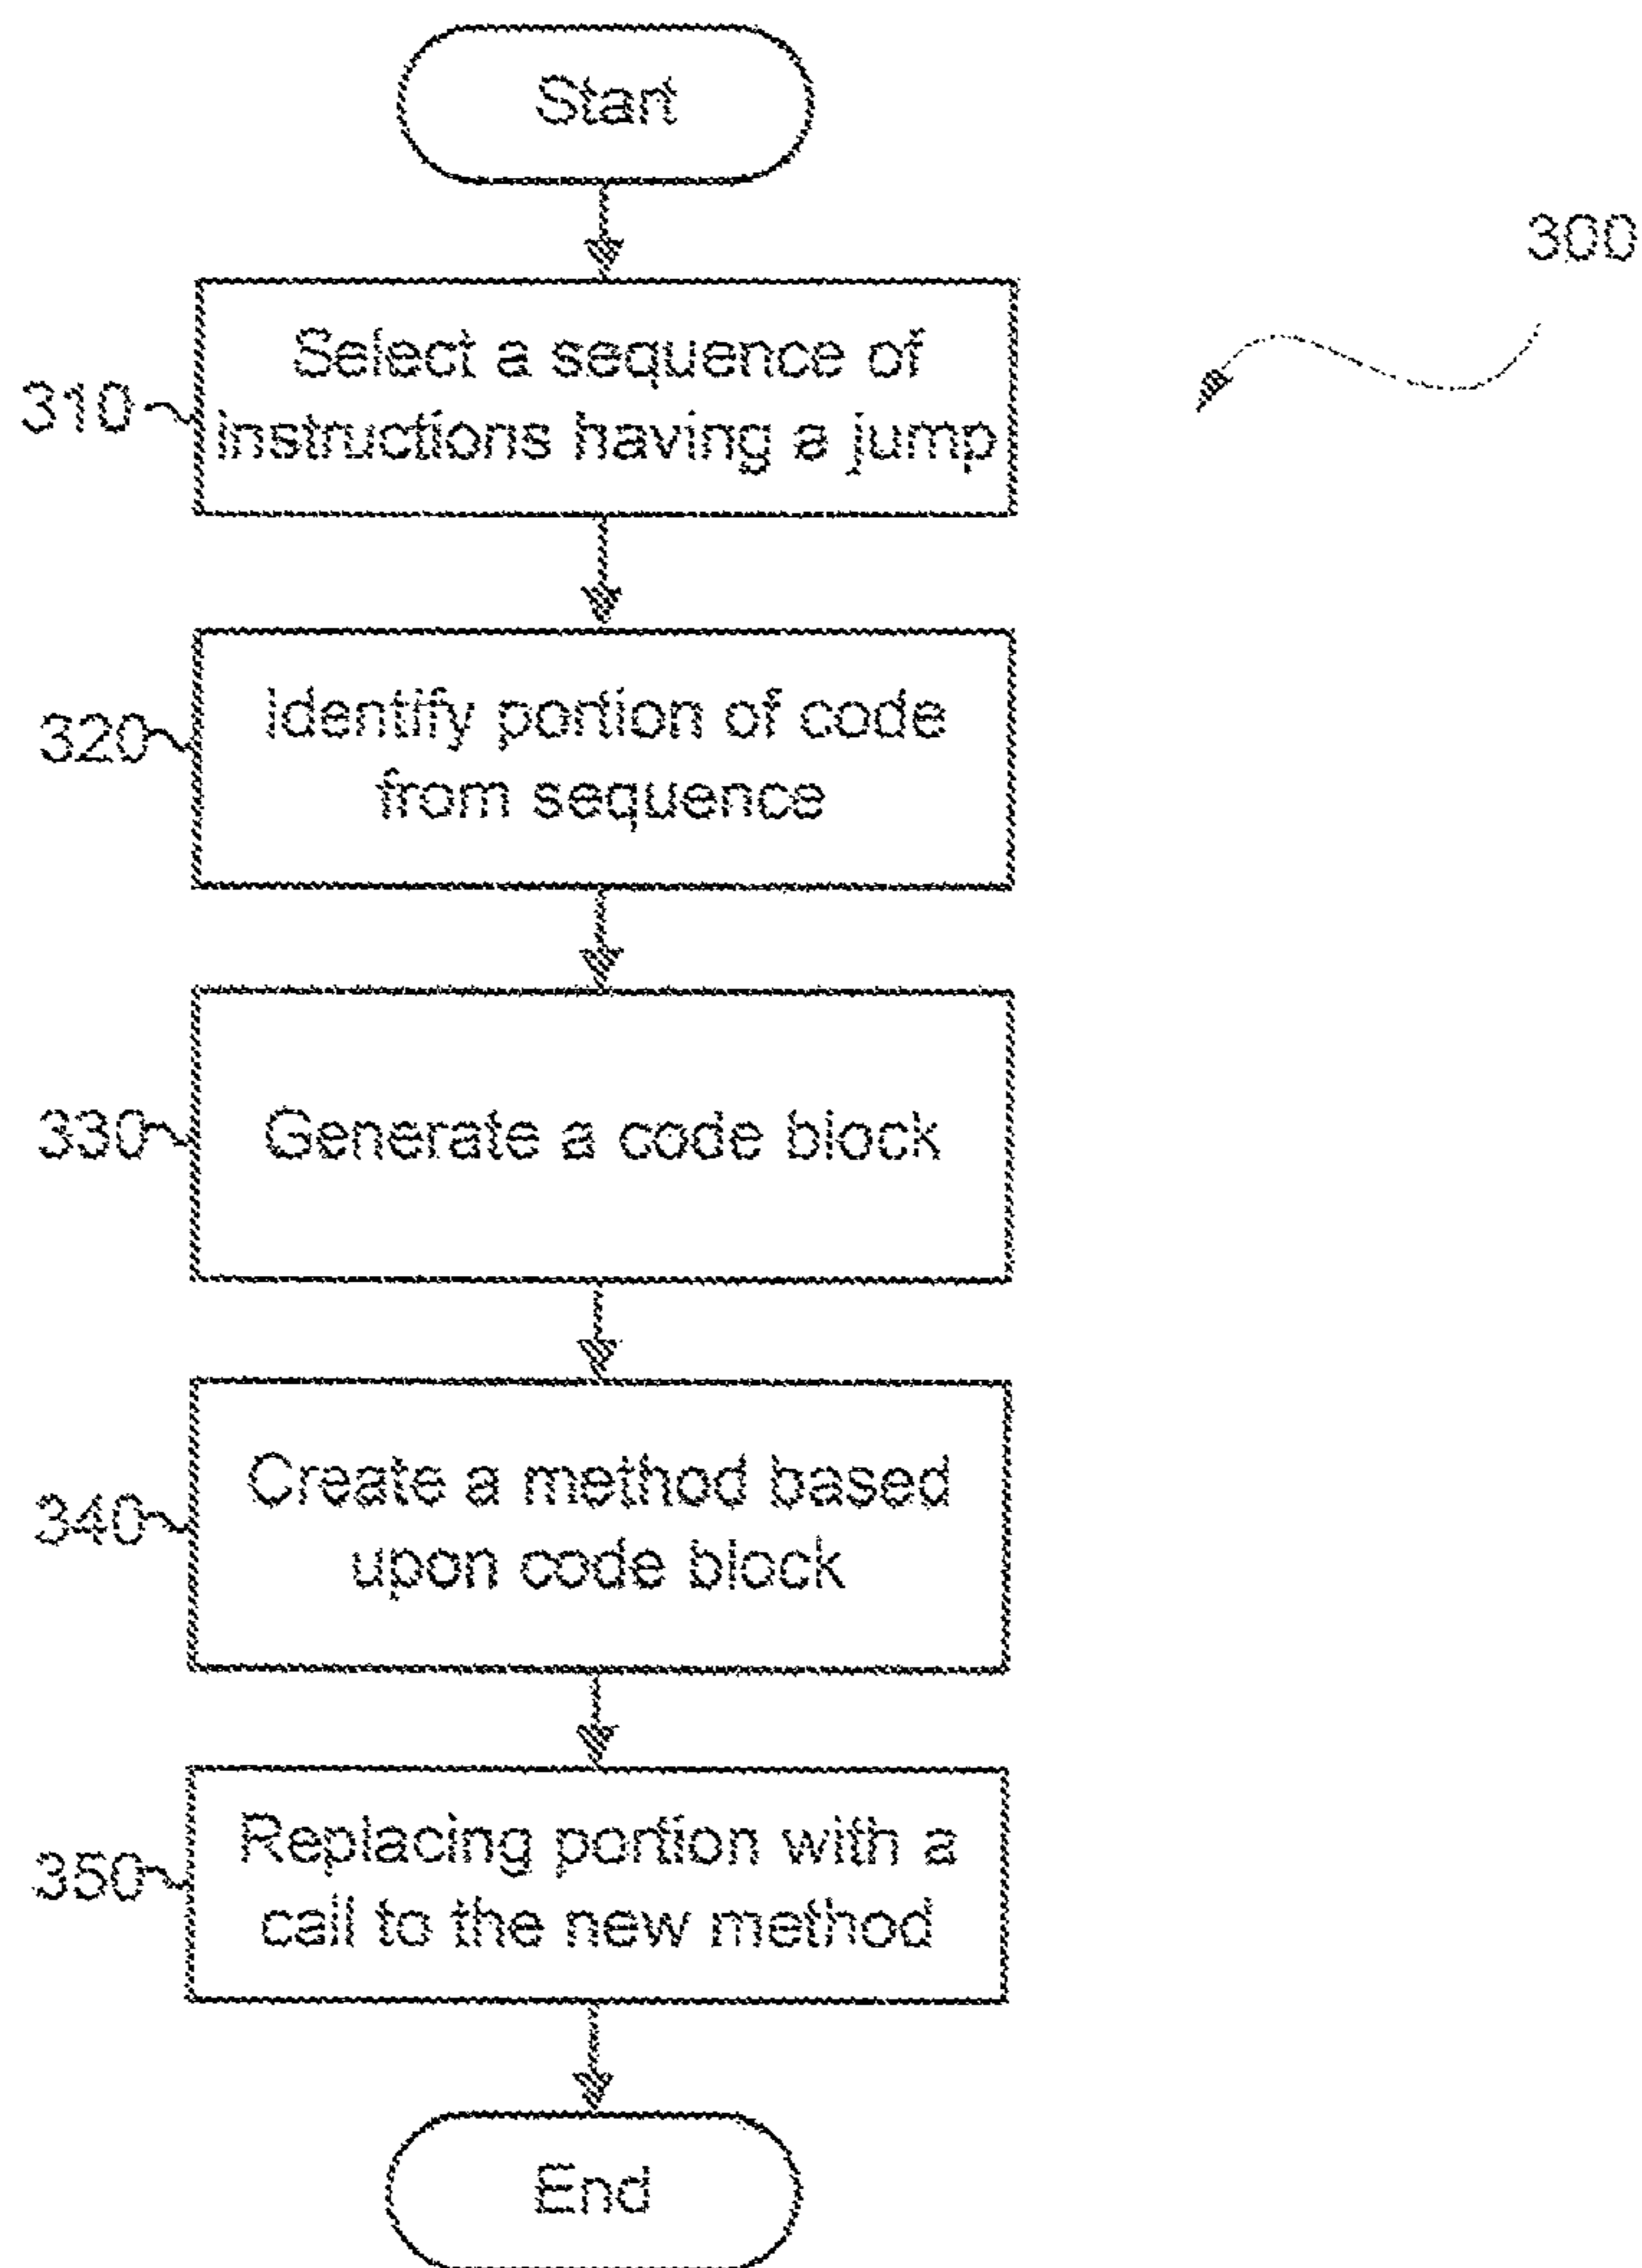 Start
300
310
Select a sequence of
instructions having a jump
320
Identify portion of code
from sequence
330
Generate a code block
340
Create a method based
upon code block
350
Replacing portion with a
call to the new method
End